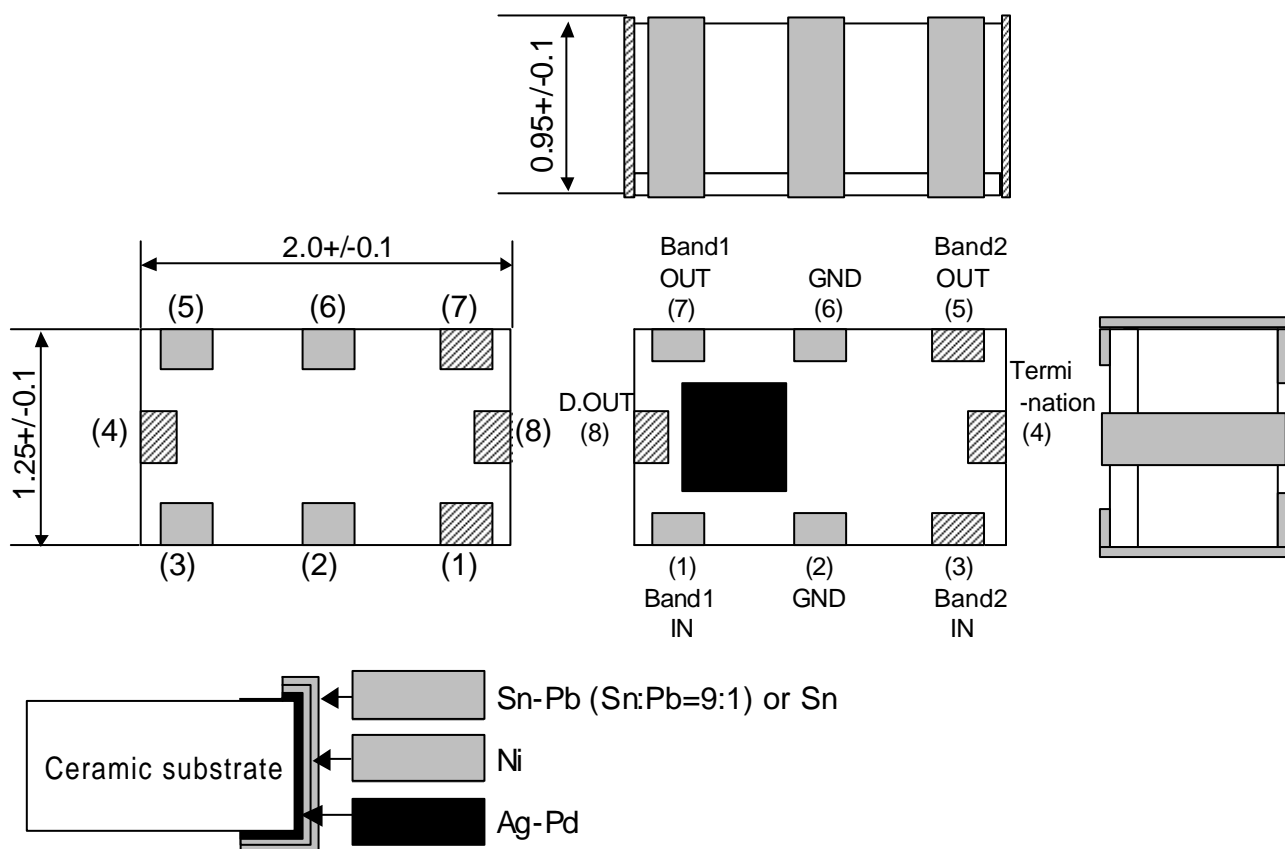 0.95+/-0.1
2.0+/-0.1
(5) (6) (7)
1.25+/-0.1
(4) (8)
(3) (2) (1)
Band1
OUT
(7)
GND
(6)
Band2
OUT
(5)
D.OUT
(8)
Termi
-nation
(4)
(1)
Band1
IN
(2)
GND
(3)
Band2
IN
Ceramic substrate
Sn-Pb (Sn:Pb=9:1) or Sn
Ni
Ag-Pd